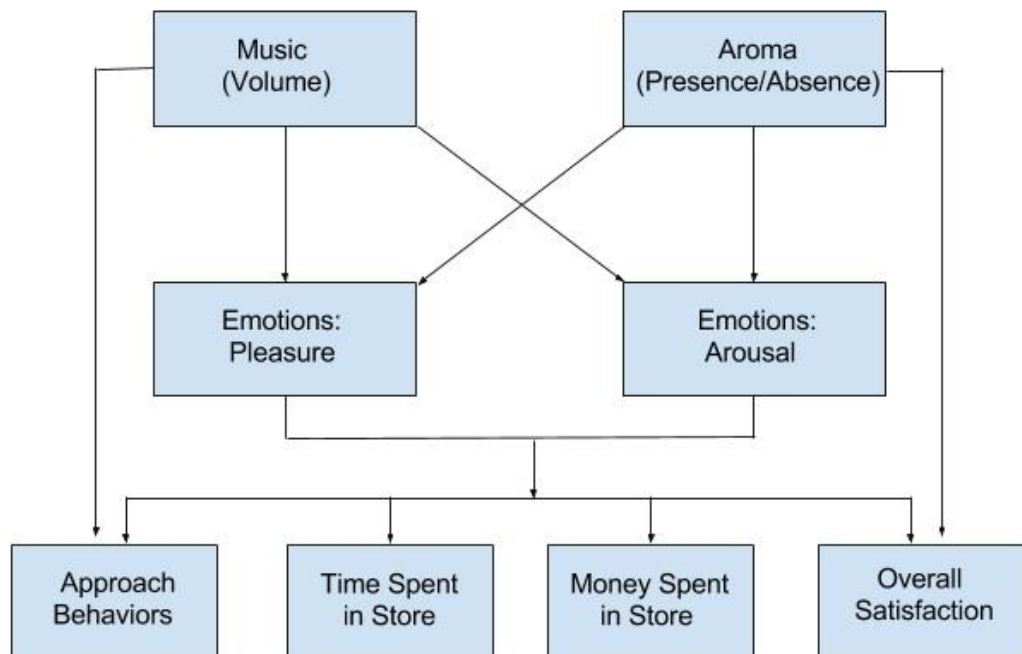 Music
(Volume)
Aroma
(Presence/Absence)
Emotions:
Pleasure
Emotions:
Arousal
Approach
Behaviors
Time Spent
in Store
Money Spent
in Store
Overall
Satisfaction